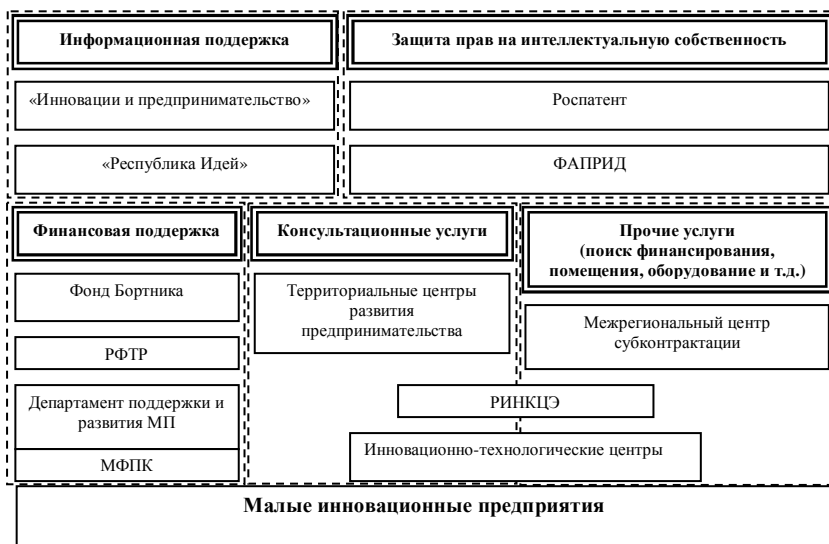 Информационная поддержка
«Инновации и предпринимательство»
«Республика Идей»
Защита прав на интеллектуальную собственность
Роспатент
ФАПРИД
Финансовая поддержка
Фонд Бортника
РФТР
Департамент поддержки и
развития МП
МФПК
Консультационные услуги
Территориальные центры
развития
предпринимательства
Прочие услуги
(поиск финансирования,
помещения, оборудование и т.д.)
Межрегиональный центр
субконтрактации
РИНКЦЭ
Инновационно-технологические центры
Малые инновационные предприятия